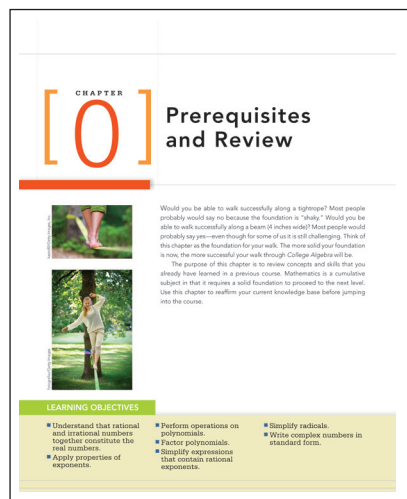 CHAPTER
[0]
Prerequisites
and Review
Would you be able to walk successfully along a tightrope? Most people
probably would say no because the foundation is “shaky.” Would you be
able to walk successfully along a beam (4 inches wide)? Most people would
probably say yes—even though for some of us it is still challenging. Think of
this chapter as the foundation for your walk. The more solid your foundation
is now, the more successful your walk through College Algebra will be.
The purpose of this chapter is to review concepts and skills that you
already have learned in a previous course. Mathematics is a cumulative
subject in that it requires a solid foundation to proceed to the next level.
Use this chapter to reaffirm your current knowledge base before jumping
into the course.
LEARNING OBJECTIVES
■ Understand that rational
and irrational numbers
together constitute the
real numbers.
■ Apply properties of
exponents.
■ Perform operations on
polynomials.
■ Factor polynomials.
■ Simplify expressions
that contain rational
exponents.
■ Simplify radicals.
■ Write complex numbers in
standard form.